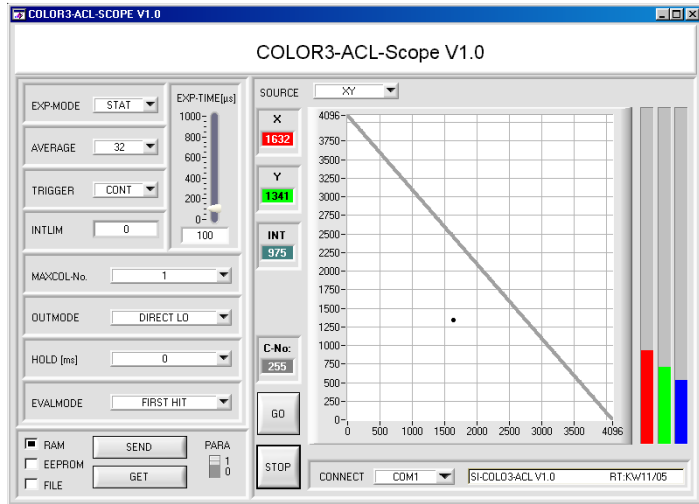 COLOR3-ACL-SCOPE V1.0
COLOR3-ACL-Scope V1.0
EXP-MODE STAT
AVERAGE 32
TRIGGER CONT
INTLIM 0
EXP-TIME[µs]
1000
800
600
400
200
0
100
MAXCOL-No. 1
OUTMODE DIRECT LO
HOLD [ms] 0
EVALMODE FIRST HIT
RAM
EEPROM
FILE
SEND
GET
PARA
1
0
SOURCE XY
X
1632
Y
1341
INT
975
C-No:
255
GO
STOP
4096
3750
3500
3250
3000
2750
2500
2250
2000
1750
1500
1250
1000
750
500
250
0
0 500 1000 1500 2000 2500 3000 3500 4096
CONNECT COM1 SI-COLO3-ACL V1.0 RT:KW11/05